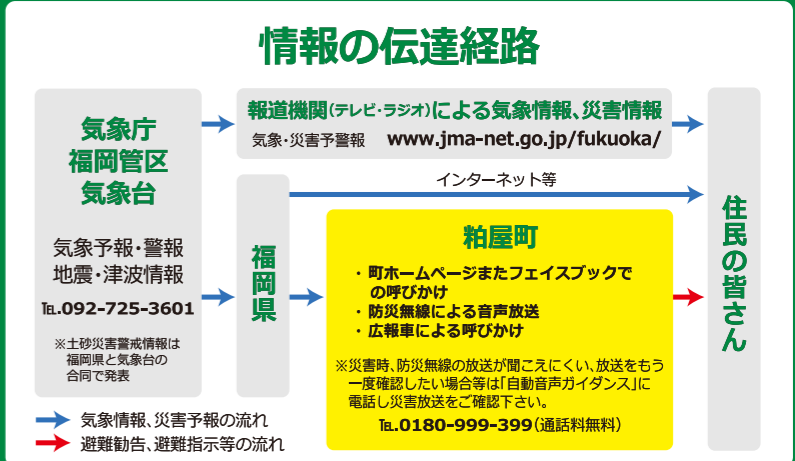 情報の伝達経路
気象庁
福岡管区
気象台
気象予報・警報
地震・津波情報
℡.092-725-3601
※土砂災害警戒情報は
福岡県と気象台の
合同で発表
報道機関(テレビ・ラジオ)による気象情報、災害情報
気象・災害予警報 www.jma-net.go.jp/fukuoka/
インターネット等
福岡県
粕屋町
・町ホームページまたフェイスブックで
の呼びかけ
・防災無線による音声放送
・広報車による呼びかけ
※災害時、防災無線の放送が聞こえにくい、放送をもう
一度確認したい場合等は「自動音声ガイダンス」に
電話し災害放送をご確認下さい。
℡.0180-999-399(通話料無料)
住民の皆さん
気象情報、災害予報の流れ
避難勧告、避難指示等の流れ